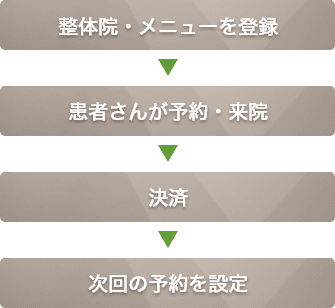 整体院・メニューを登録
患者さんが予約・来院
決済
次回の予約を設定